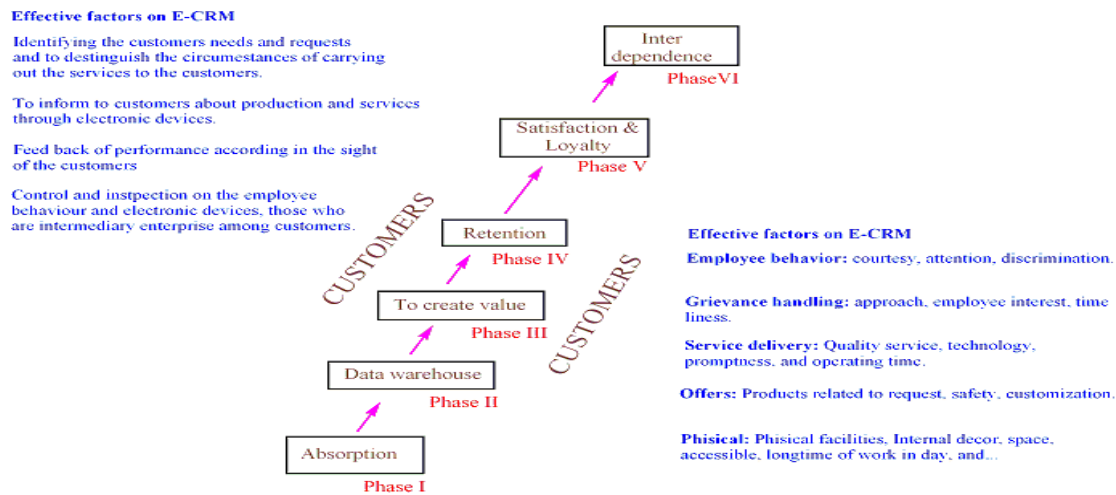 Effective factors on E-CRM
Identifying the customers needs and requests
and to destinguish the circumestances of carrying
out the services to the customers.
To inform to customers about production and services
through electronic devices.
Feed back of performance according in the sight
of the customers
Control and instpection on the employee
behaviour and electronic devices, those who
are intermediary enterprise among customers.
Inter
dependence
PhaseVI
Satisfaction &
Loyalty
Phase V
CUSTOMERS
Retention
Phase IV
To create value
Phase III
CUSTOMERS
Data warehouse
Phase II
Absorption
Phase I
Effective factors on E-CRM
Employee behavior: courtesy, attention, discrimination.
Grievance handling: approach, employee interest, time
liness.
Service delivery: Quality service, technology,
promptness, and operating time.
Offers: Products related to request, safety, customization.
Phisical: Phisical facilities, Internal decor, space,
accessible, longtime of work in day, and...